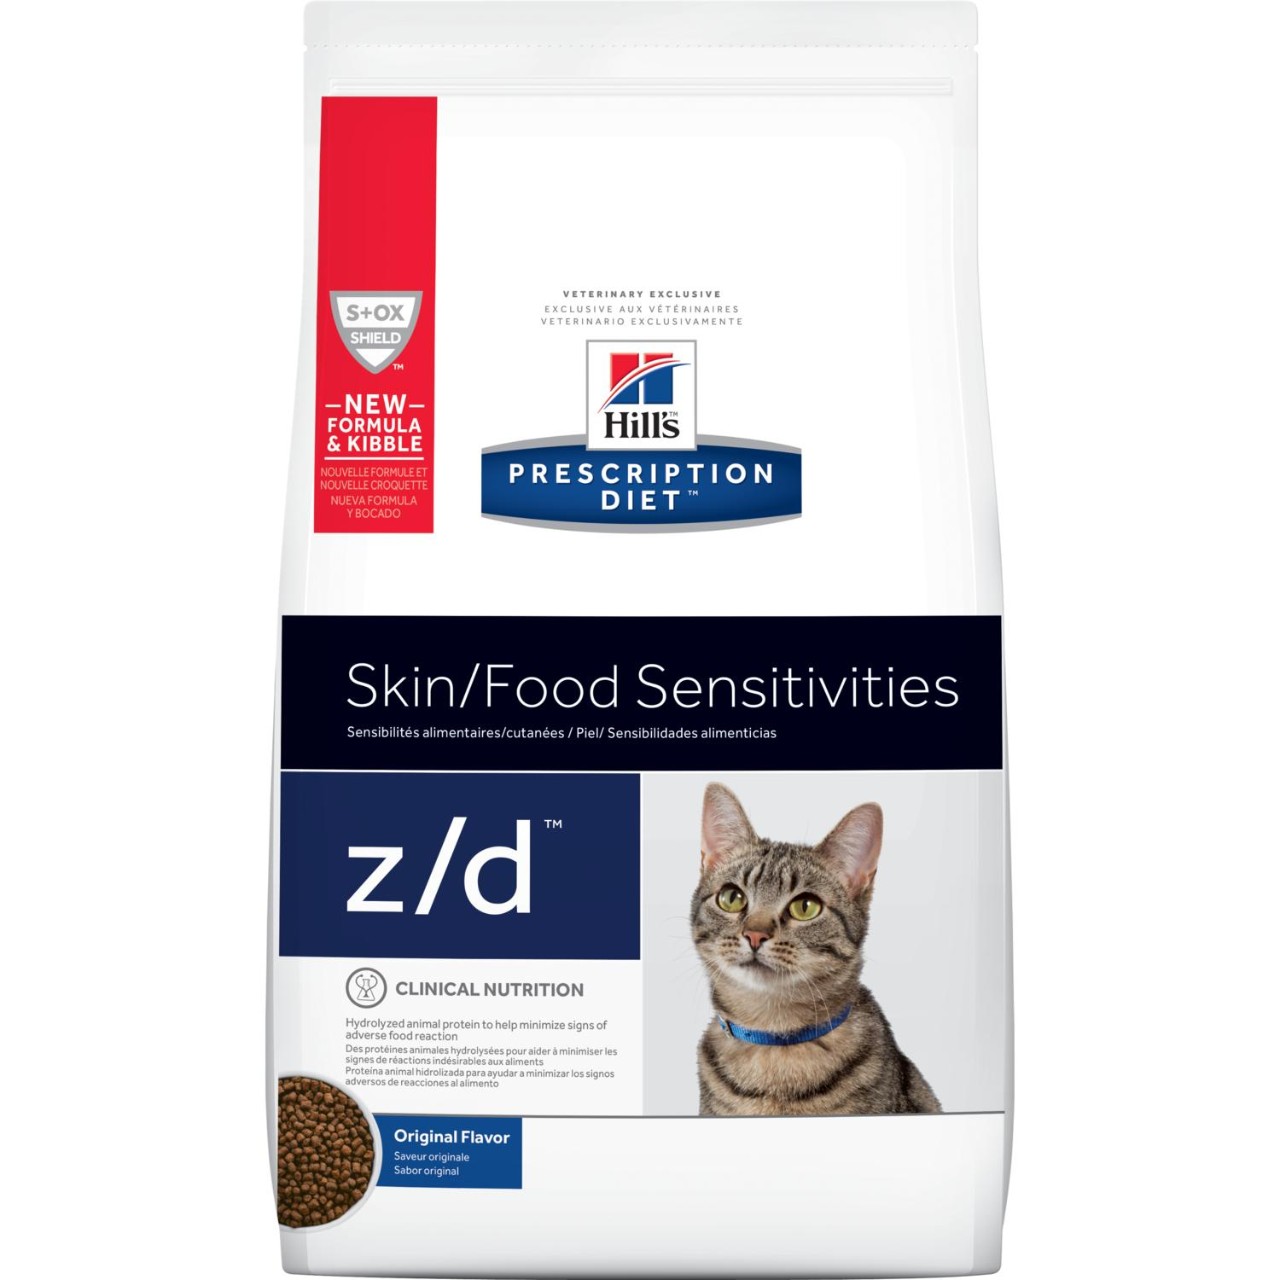 S+OX
SHIELD™
—NEW—
FORMULA
& KIBBLE
NOUVELLE FORMULE ET
NOUVELLE CROQUETTE
NUEVA FORMULA
Y BOCADO
VETERINARY EXCLUSIVE
EXCLUSIVE AUX VÉTÉRINAIRES
VETERINARIO EXCLUSIVAMENTE
Hill's™
PRESCRIPTION
DIET™
Skin/Food Sensitivities
Sensibilités alimentaires/cutanées / Piel/ Sensibilidades alimenticias
z/d™
CLINICAL NUTRITION
Hydrolyzed animal protein to help minimize signs of
adverse food reaction
Des protéines animales hydrolysées pour aider à minimiser les
signes de réactions indésirables aux aliments
Proteína animal hidrolizada para ayudar a minimizar los signos
adversos de reacciones al alimento
Original Flavor
Saveur originale
Sabor original